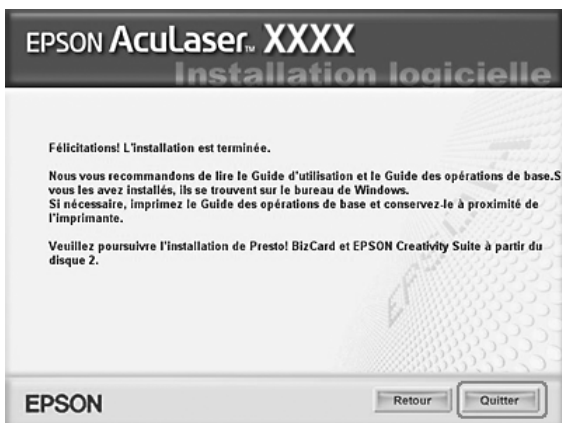 EPSON AcuLaser™ XXXX
Installation logicielle
Félicitations! L'installation est terminée.
Nous vous recommandons de lire le Guide d'utilisation et le Guide des opérations de base.S
vous les avez installés, ils se trouvent sur le bureau de Windows.
Si nécessaire, imprimez le Guide des opérations de base et conservez-le à proximité de
l'imprimante.
Veuillez poursuivre l'installation de Presto! BizCard et EPSON Creativity Suite à partir du
disque 2.
EPSON
EPSON
Retour
Quitter